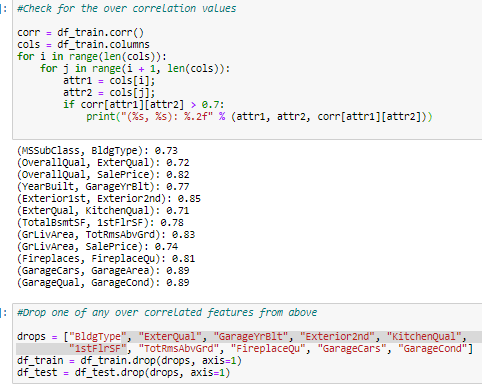 ]: #Check for the over correlation values
corr = df_train.corr()
cols = df_train.columns
for i in range(len(cols)):
    for j in range(i + 1, len(cols)):
        attr1 = cols[i];
        attr2 = cols[j];
        if corr[attr1][attr2] > 0.7:
            print("(%s, %s): %.2f" % (attr1, attr2, corr[attr1][attr2]))
(MSSubClass, BldgType): 0.73
(OverallQual, ExterQual): 0.72
(OverallQual, SalePrice): 0.82
(YearBuilt, GarageYrBlt): 0.77
(Exterior1st, Exterior2nd): 0.85
(ExterQual, KitchenQual): 0.71
(TotalBsmtSF, 1stFlrSF): 0.78
(GrLivArea, TotRmsAbvGrd): 0.83
(GrLivArea, SalePrice): 0.74
(Fireplaces, FireplaceQu): 0.81
(GarageCars, GarageArea): 0.89
(GarageQual, GarageCond): 0.89
]: #Drop one of any over correlated features from above
drops = ["BldgType", "ExterQual", "GarageYrBlt", "Exterior2nd", "KitchenQual",
        "1stFlrSF", "TotRmsAbvGrd", "FireplaceQu", "GarageCars", "GarageCond"]
df_train = df_train.drop(drops, axis=1)
df_test = df_test.drop(drops, axis=1)